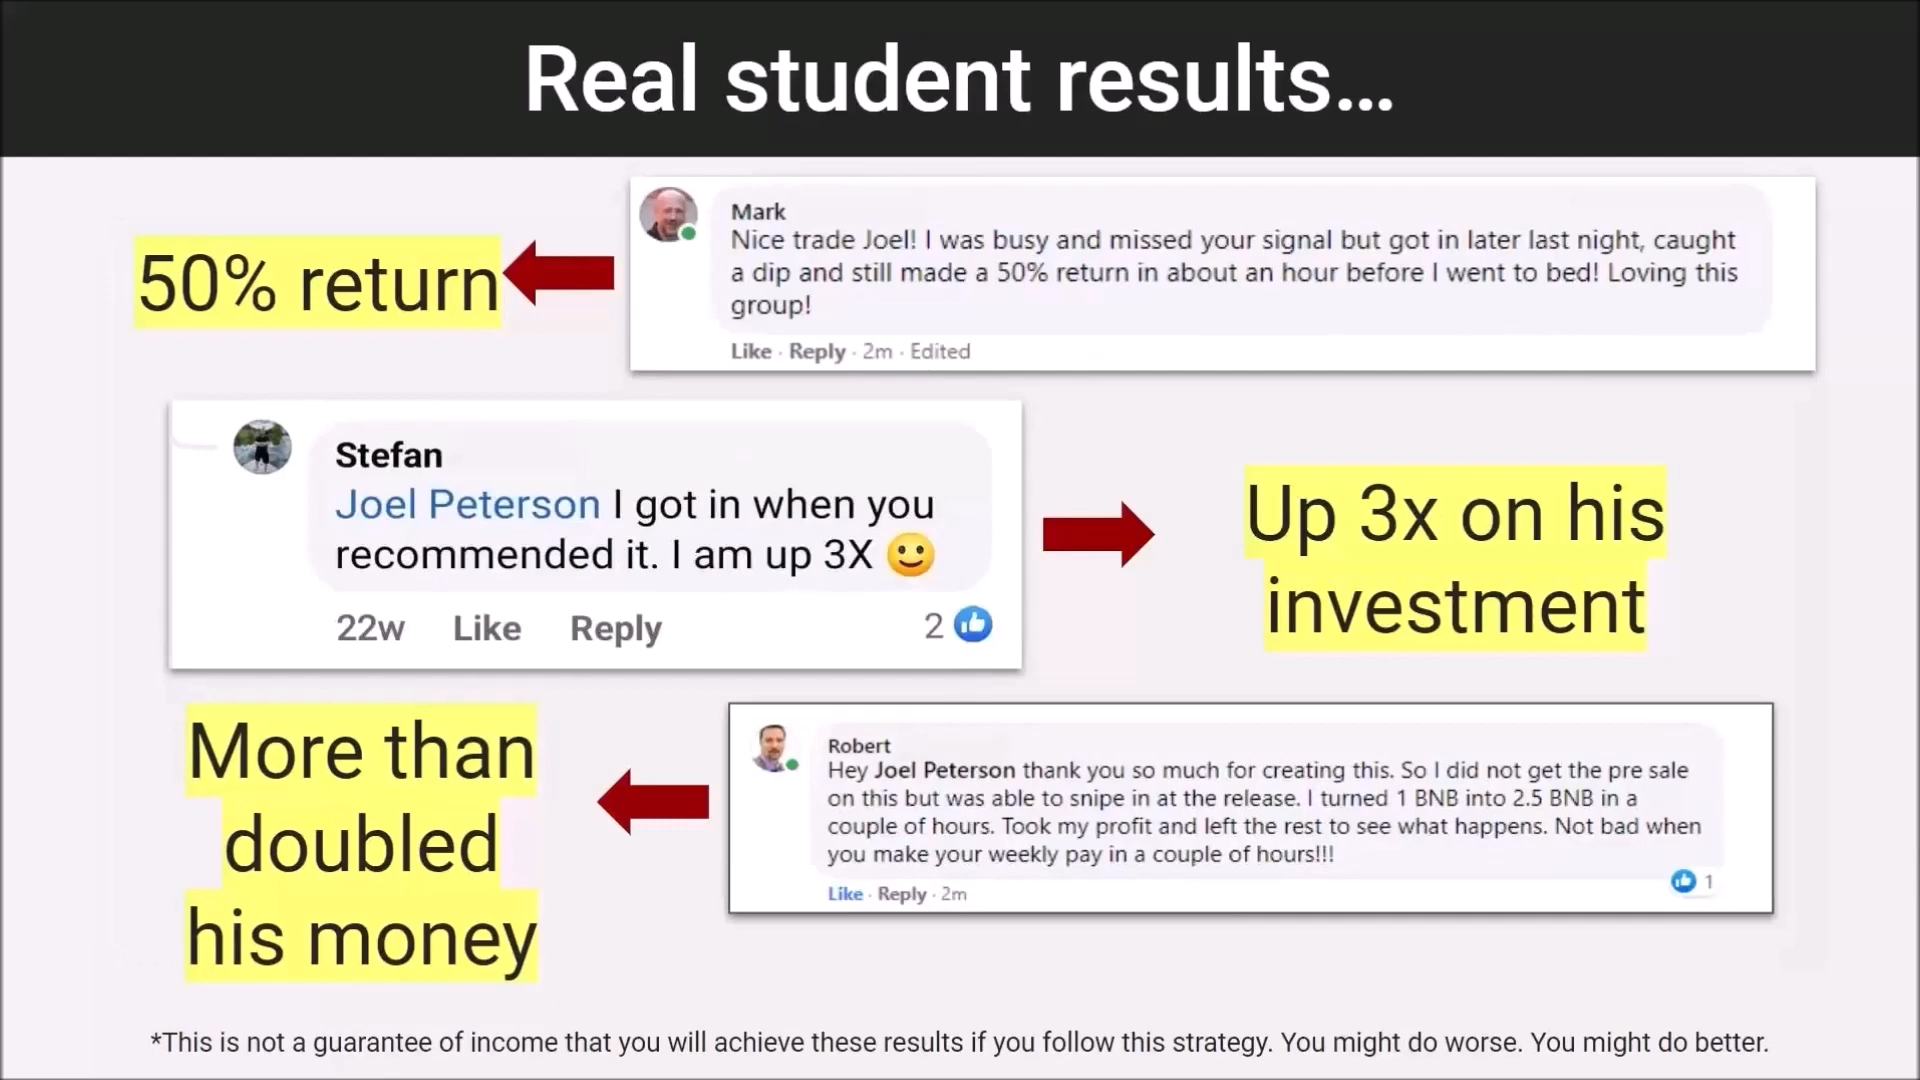 Real student results...
50% return
Mark
Nice trade Joel! I was busy and missed your signal but got in later last night, caught
a dip and still made a 50% return in about an hour before I went to bed! Loving this
group!
Like · Reply · 2m · Edited
Stefan
Joel Peterson I got in when you
recommended it. I am up 3X 🙂
22w Like Reply 2
Up 3x on his
investment
More than
doubled
his money
Robert
Hey Joel Peterson thank you so much for creating this. So I did not get the pre sale
on this but was able to snipe in at the release. I turned 1 BNB into 2.5 BNB in a
couple of hours. Took my profit and left the rest to see what happens. Not bad when
you make your weekly pay in a couple of hours!!!
Like · Reply · 2m 1
*This is not a guarantee of income that you will achieve these results if you follow this strategy. You might do worse. You might do better.